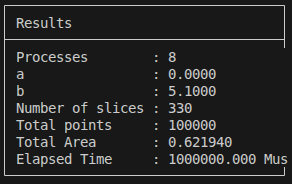 Results
Processes : 8
a : 0.0000
b : 5.1000
Number of slices : 330
Total points : 100000
Total Area : 0.621940
Elapsed Time : 1000000.000 Mus